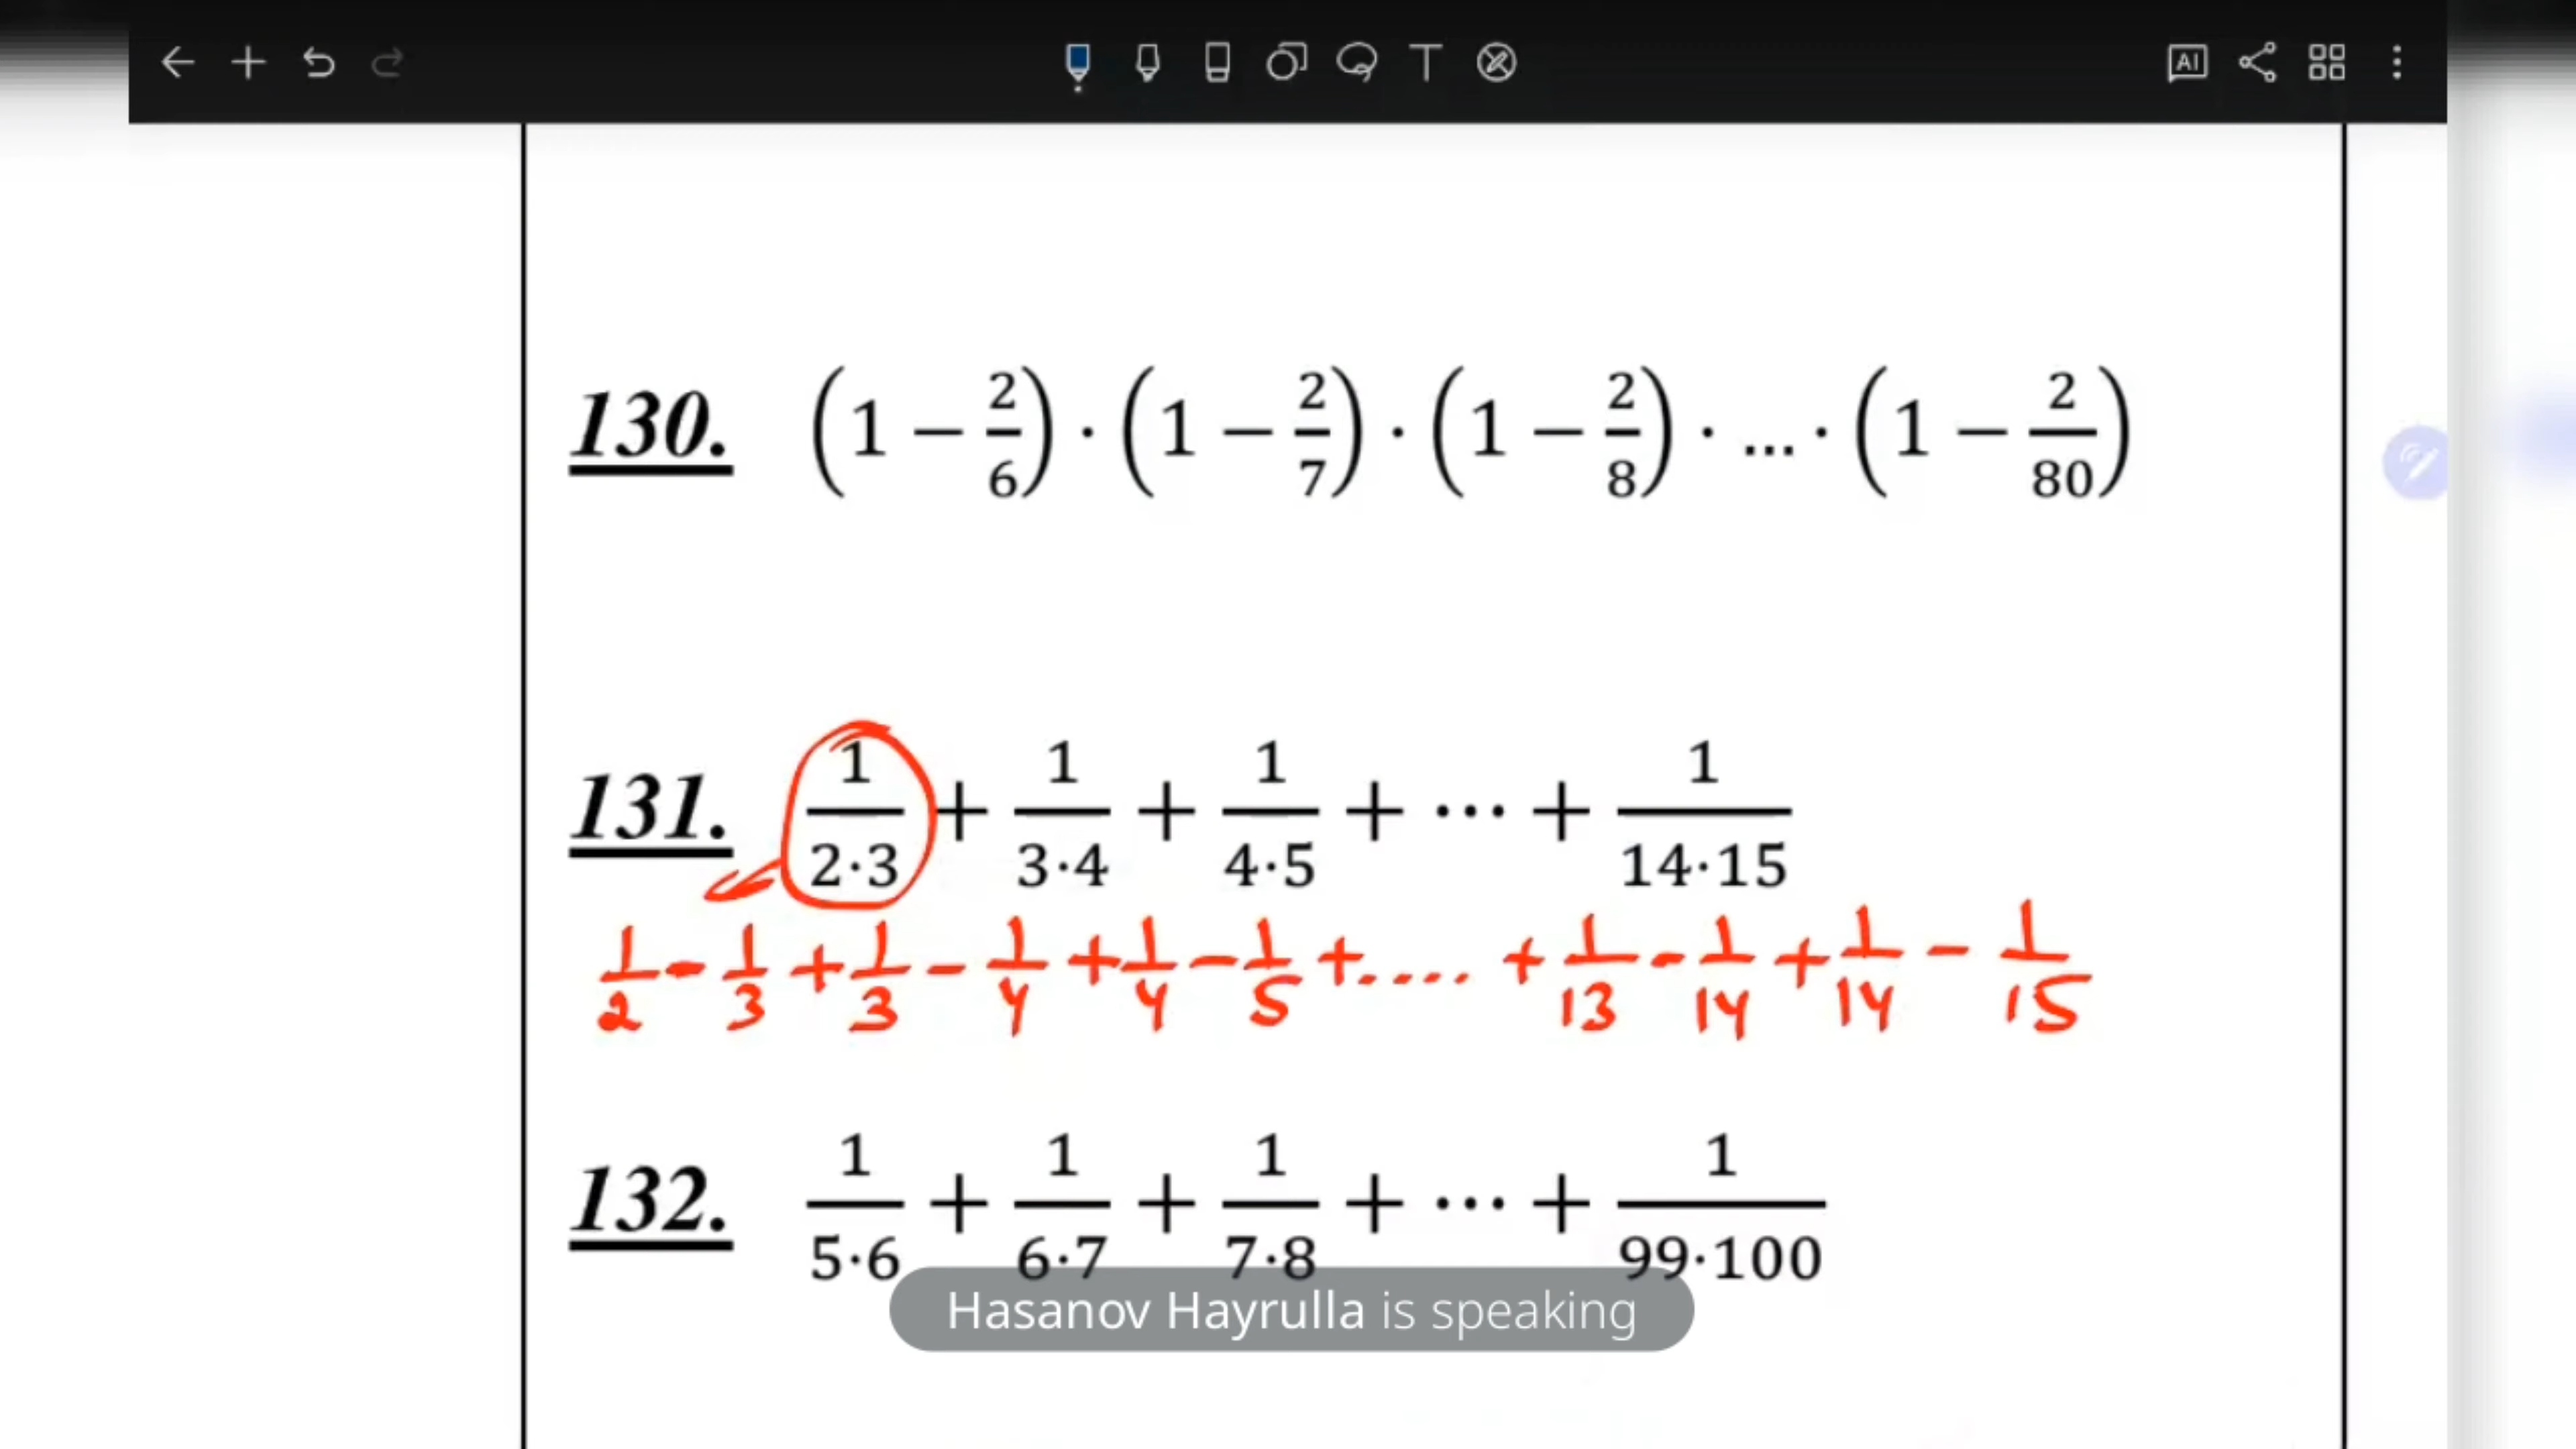 AI
130. (1 − 2/6) · (1 − 2/7) · (1 − 2/8) · ... · (1 − 2/80)
131. 1/(2·3) + 1/(3·4) + 1/(4·5) + ⋯ + 1/(14·15)
1/2 - 1/3 + 1/3 - 1/4 + 1/4 - 1/5 + .... + 1/13 - 1/14 + 1/14 - 1/15
132. 1/(5·6) + 1/(6·7) + 1/(7·8) + ⋯ + 1/(99·100)
Hasanov Hayrulla is speaking